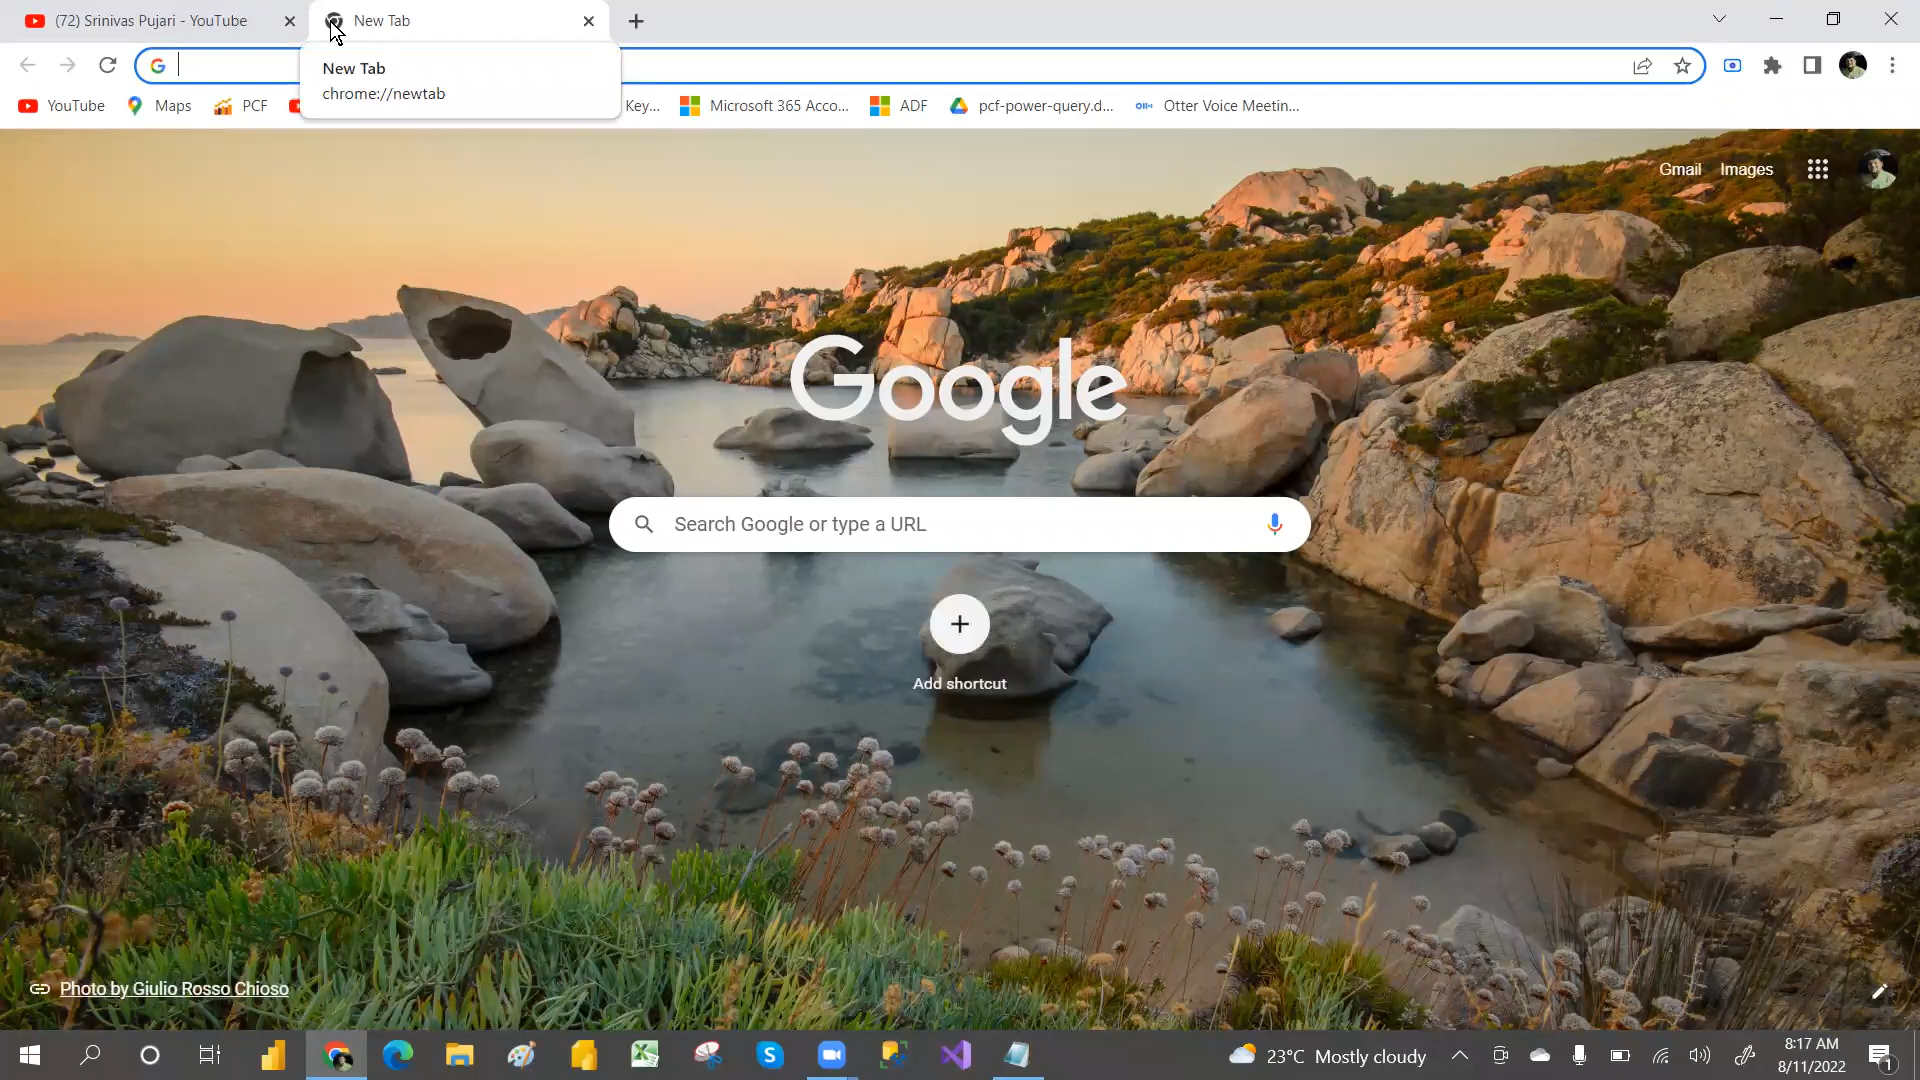 (72) Srinivas Pujari - YouTube
New Tab
New Tab
chrome://newtab
YouTube
Maps
PCF
Key...
Microsoft 365 Acco...
ADF
pcf-power-query.d...
Otter Voice Meetin...
Gmail
Images
Google
Search Google or type a URL
Add shortcut
Photo by Giulio Rosso Chioso
23°C Mostly cloudy
8:17 AM
8/11/2022
1